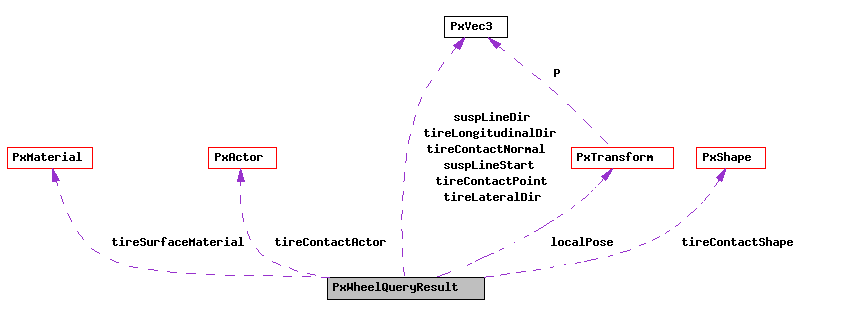 PxVec3
P
suspLineDir
tireLongitudinalDir
tireContactNormal
suspLineStart
tireContactPoint
tireLateralDir
PxMaterial
PxActor
PxTransform
PxShape
tireSurfaceMaterial
tireContactActor
localPose
tireContactShape
PxWheelQueryResult